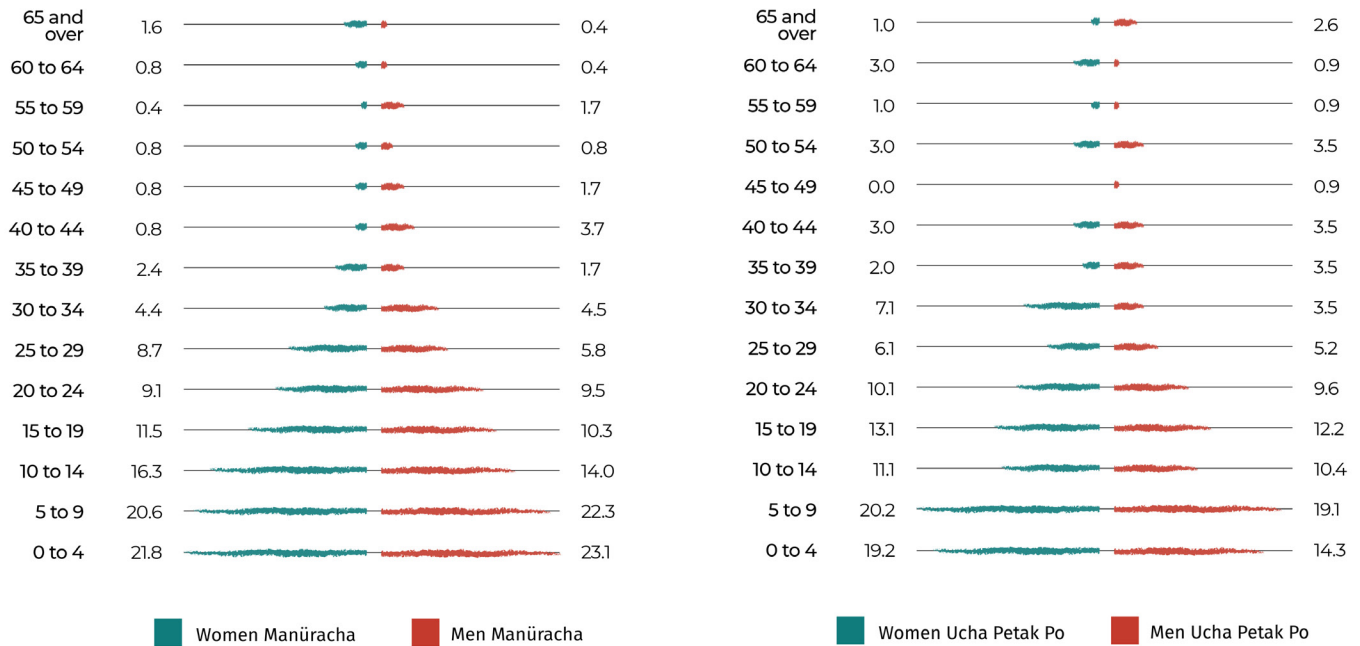 65 and
over 1.6 0.4
60 to 64 0.8 0.4
55 to 59 0.4 1.7
50 to 54 0.8 0.8
45 to 49 0.8 1.7
40 to 44 0.8 3.7
35 to 39 2.4 1.7
30 to 34 4.4 4.5
25 to 29 8.7 5.8
20 to 24 9.1 9.5
15 to 19 11.5 10.3
10 to 14 16.3 14.0
5 to 9 20.6 22.3
0 to 4 21.8 23.1
Women Manüracha Men Manüracha
65 and
over 1.0 2.6
60 to 64 3.0 0.9
55 to 59 1.0 0.9
50 to 54 3.0 3.5
45 to 49 0.0 0.9
40 to 44 3.0 3.5
35 to 39 2.0 3.5
30 to 34 7.1 3.5
25 to 29 6.1 5.2
20 to 24 10.1 9.6
15 to 19 13.1 12.2
10 to 14 11.1 10.4
5 to 9 20.2 19.1
0 to 4 19.2 14.3
Women Ucha Petak Po Men Ucha Petak Po